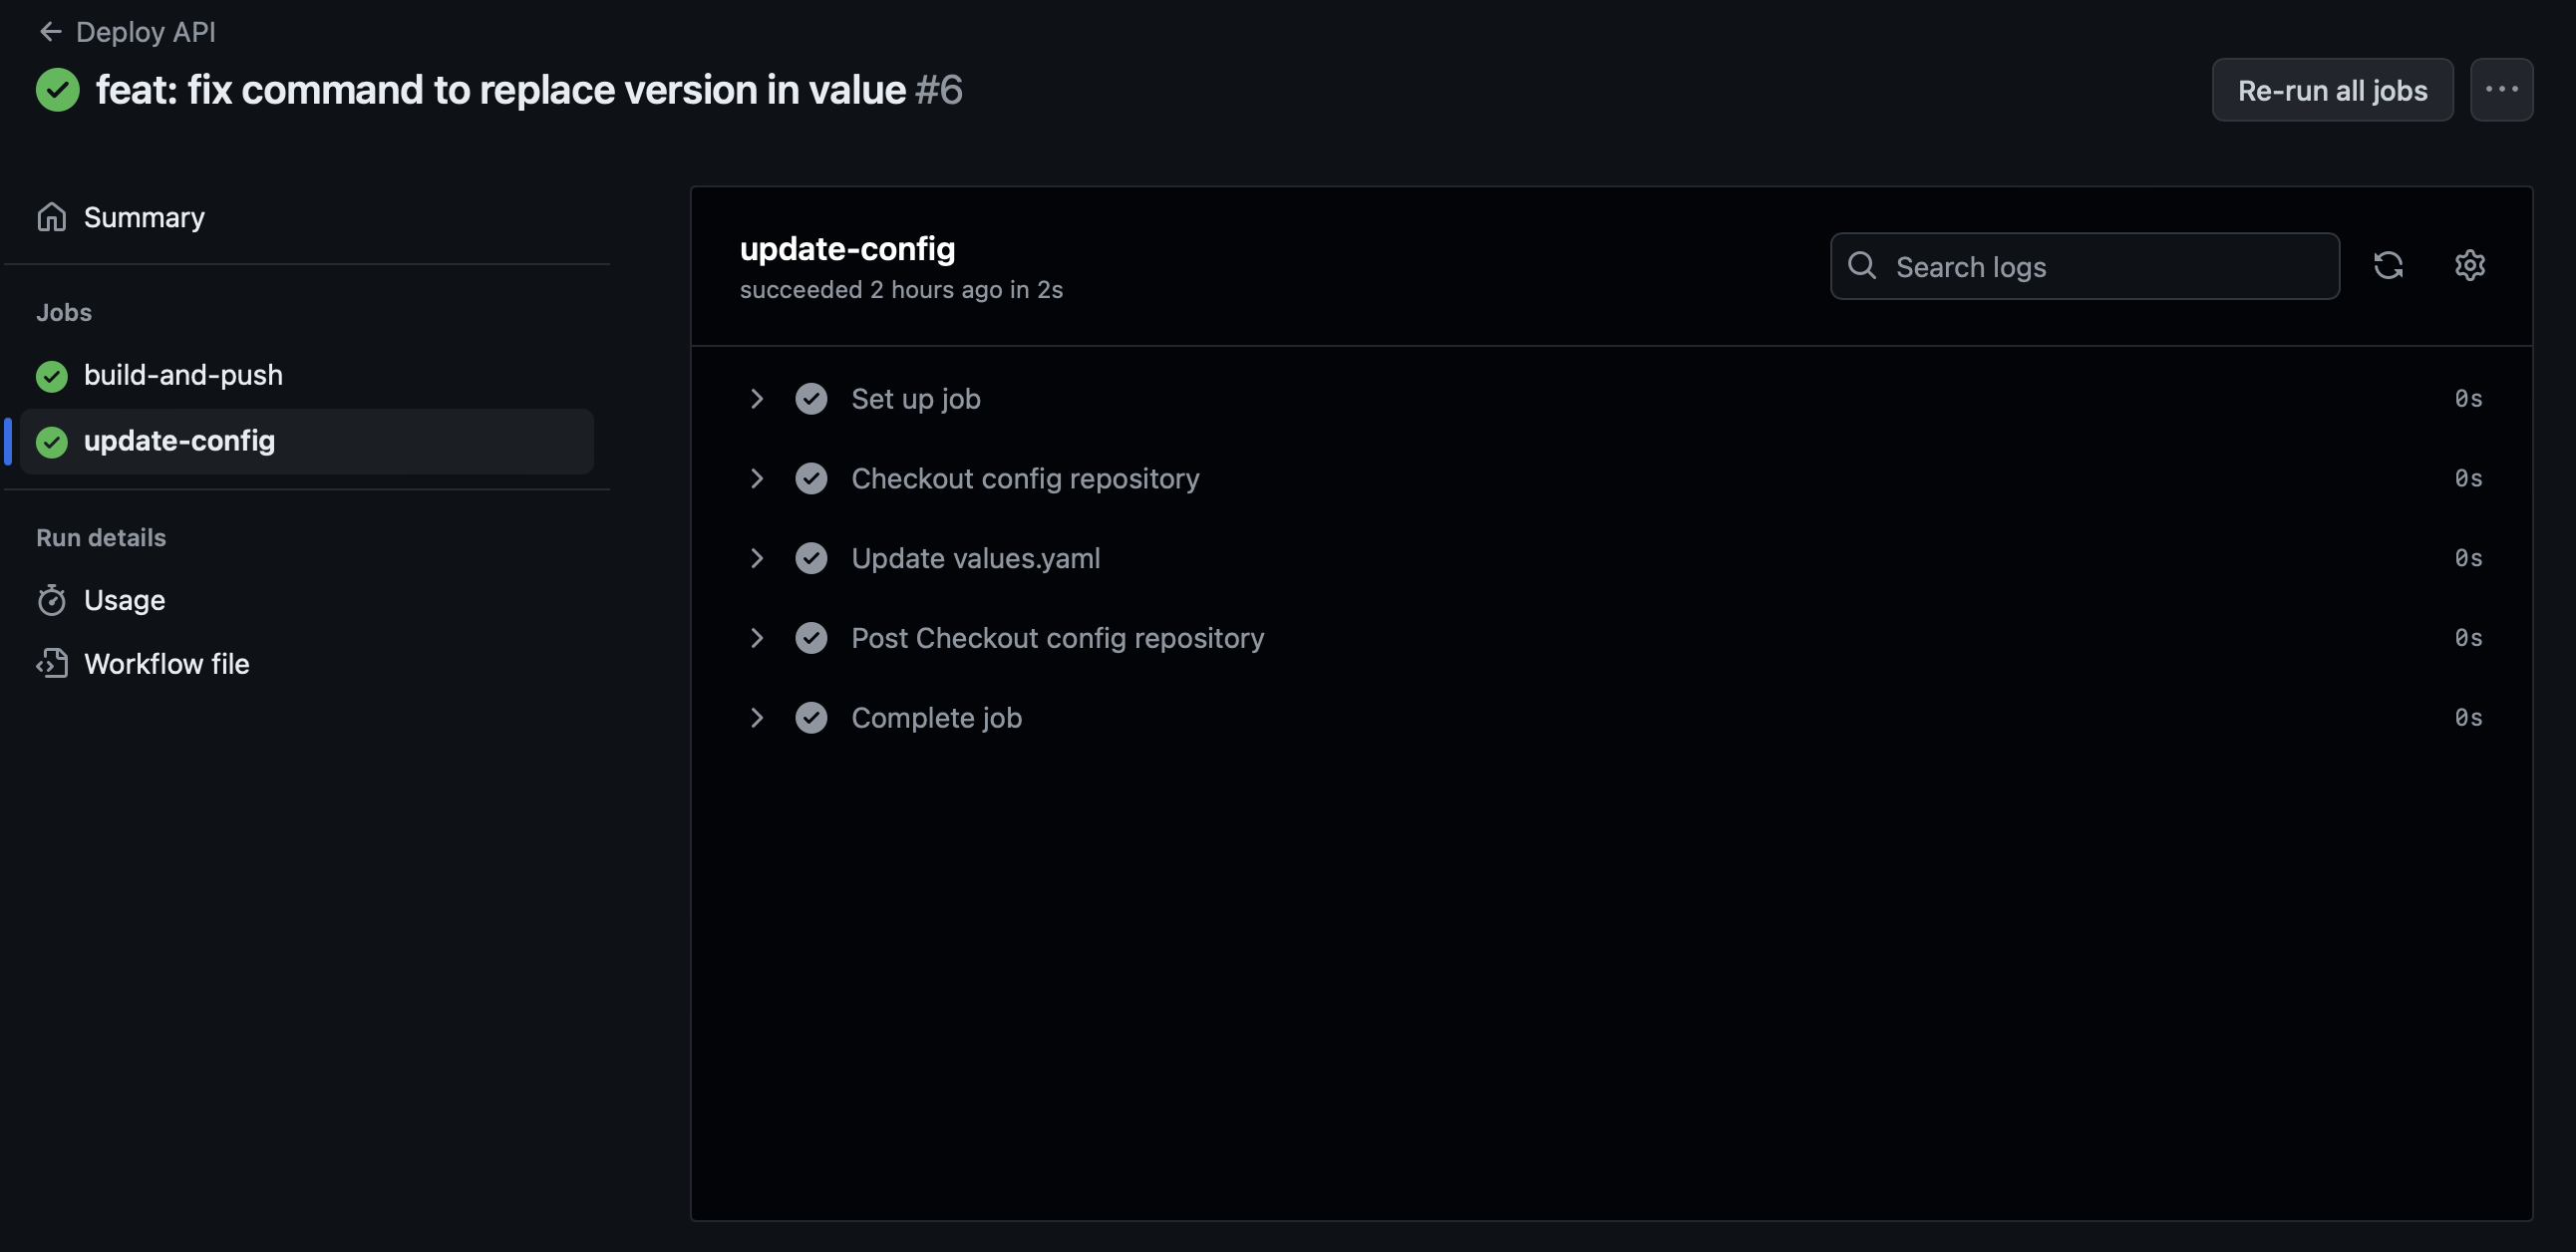 Deploy API
feat: fix command to replace version in value #6
Re-run all jobs
Summary
Jobs
build-and-push
update-config
Run details
Usage
Workflow file
update-config
succeeded 2 hours ago in 2s
Search logs
Set up job 0s
Checkout config repository 0s
Update values.yaml 0s
Post Checkout config repository 0s
Complete job 0s